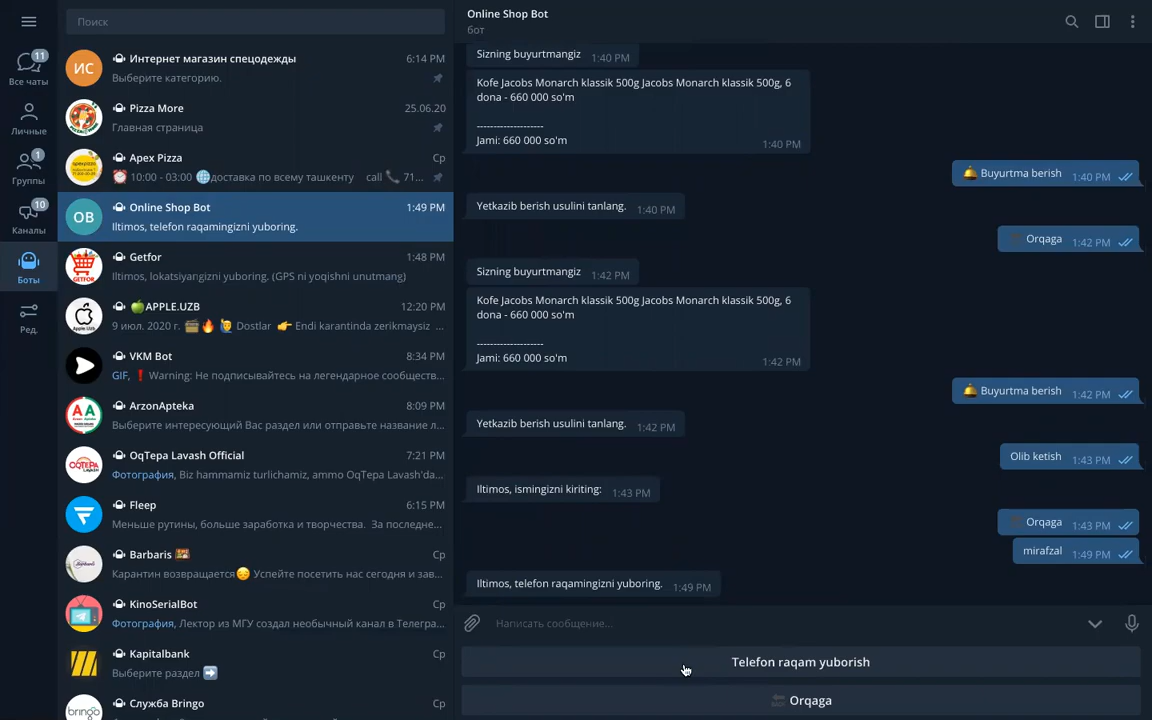 Поиск
11
Все чаты
Личные
1
Группы
10
Каналы
Боты
Ред.
ИС
Интернет магазин спецодежды 6:14 PM
Выберите категорию.
Pizza More 25.06.20
Главная страница
Apex Pizza Ср
⏰ 10:00 - 03:00 🌐доставка по всему ташкенту call 📞 71...
OB
Online Shop Bot 1:49 PM
Iltimos, telefon raqamingizni yuboring.
GETFOR
Getfor 1:48 PM
Iltimos, lokatsiyangizni yuboring. (GPS ni yoqishni unutmang)
Apple.Uzb
🍏APPLE.UZB 12:20 PM
9 июл. 2020 г. 🗃🔥 🙋‍♂️ Dostlar 👉 Endi karantinda zerikmaysiz ...
VKM Bot 8:34 PM
GIF, ❗ Warning: Не подписывайтесь на легендарное сообществ...
AA
ArzonApteka 8:09 PM
Выберите интересующий Вас раздел или отправьте название л...
OQTEPA
OqTepa Lavash Official 7:21 PM
Фотография, Biz hammamiz turlichamiz, ammo OqTepa Lavash'da...
Fleep 6:15 PM
Меньше рутины, больше заработка и творчества. За последне...
Barbaris 🍱 Ср
Карантин возвращается😔 Успейте посетить нас сегодня и зав...
KinoSerialBot Ср
Фотография, Лектор из МГУ создал необычный канал в Телегра...
Kapitalbank Ср
Выберите раздел ➡️
bringo
Служба Bringo Ср
Online Shop Bot
бот
Sizning buyurtmangiz 1:40 PM
Kofe Jacobs Monarch klassik 500g Jacobs Monarch klassik 500g, 6
dona - 660 000 so'm
--------------------
Jami: 660 000 so'm 1:40 PM
🛎 Buyurtma berish 1:40 PM
Yetkazib berish usulini tanlang. 1:40 PM
Orqaga 1:42 PM
Sizning buyurtmangiz 1:42 PM
Kofe Jacobs Monarch klassik 500g Jacobs Monarch klassik 500g, 6
dona - 660 000 so'm
--------------------
Jami: 660 000 so'm 1:42 PM
🛎 Buyurtma berish 1:42 PM
Yetkazib berish usulini tanlang. 1:42 PM
Olib ketish 1:43 PM
Iltimos, ismingizni kiriting: 1:43 PM
Orqaga 1:43 PM
mirafzal 1:49 PM
Iltimos, telefon raqamingizni yuboring. 1:49 PM
Написать сообщение...
Telefon raqam yuborish
Orqaga